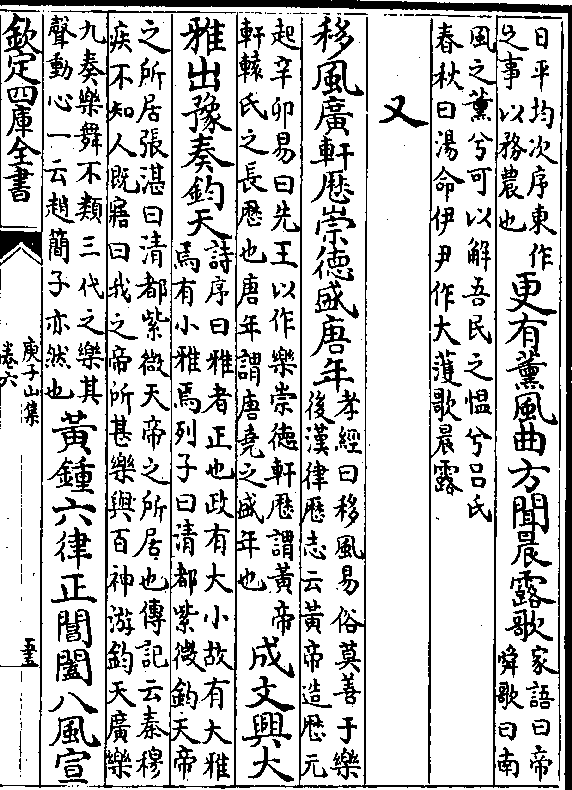 日平均次序東作
之事以務農也
更有薰風曲方聞晨露歌
家語曰帝
舜歌曰南
風之薰兮可以解吾民之慍兮吕氏
春秋曰湯命伊尹作大濩歌晨露
又
移風廣軒歴崇德盛唐年
孝經曰移風易俗莫善于樂
後漢律歴志云黄帝造歴元
起辛卯易曰先王以作樂崇德軒歴謂黄帝
軒轅氏之長歴也唐年謂唐堯之盛年也
成文興大
雅出豫奏鈞天
詩序曰雅者正也政有大小故有大雅
焉有小雅焉列子曰清都紫微鈞天帝
之所居張湛曰清都紫微天帝之所居也傳記云秦穆
疾不知人既寤曰我之帝所甚樂與百神游鈞天廣樂
九奏樂舞不類三代之樂其
聲動心一云趙簡子亦然也
黄鍾六律正閶闔八風宣
欽定四庫全書
庾子山集
卷六